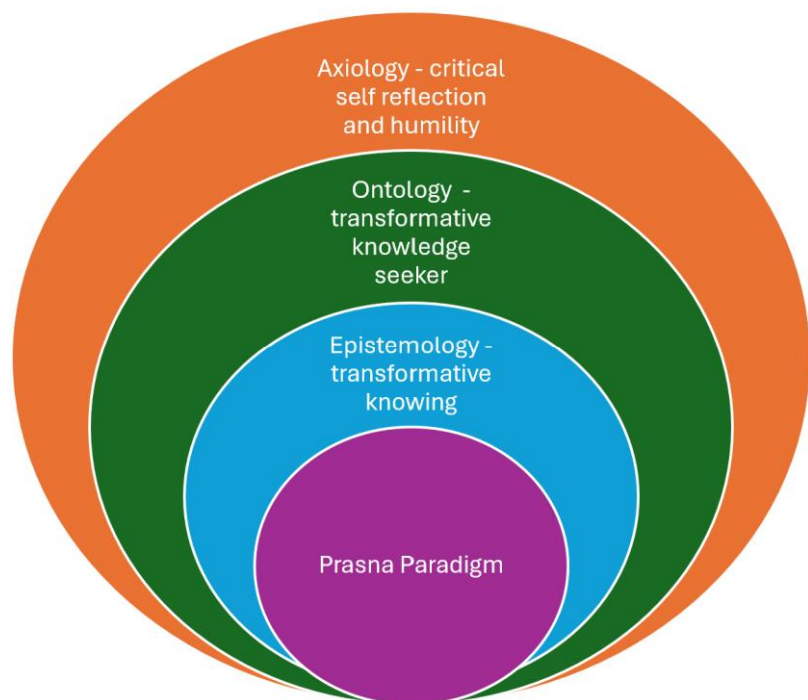 Axiology - critical
self reflection
and humility
Ontology -
transformative
knowledge
seeker
Epistemology -
transformative
knowing
Prasna Paradigm